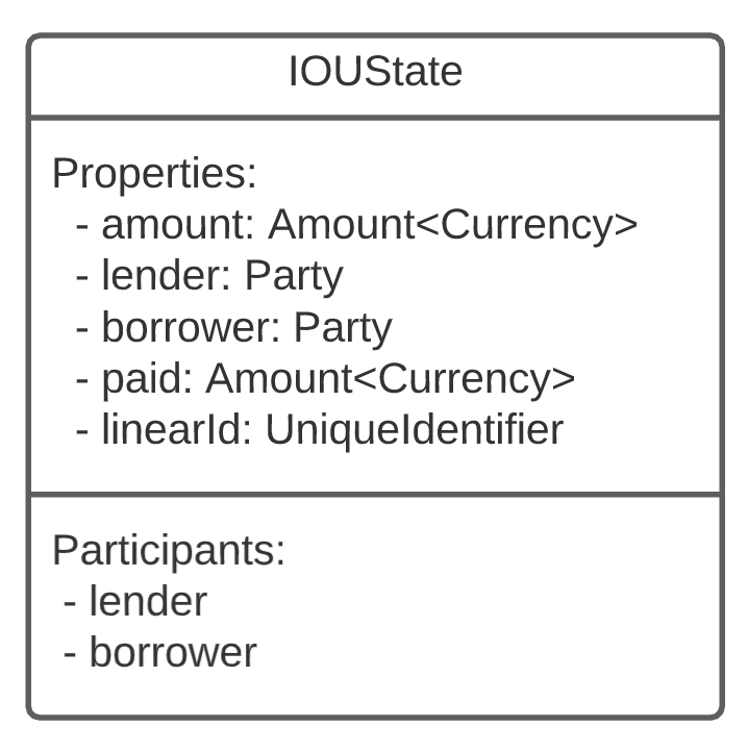 IOUState
Properties:
- amount: Amount<Currency>
- lender: Party
- borrower: Party
- paid: Amount<Currency>
- linearId: UniqueIdentifier
Participants:
- lender
- borrower